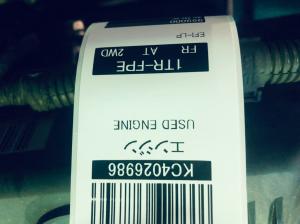 KC4026986
エンジン
USED ENGINE
1TR-FPE
FR AT 2WD
EFI-LP